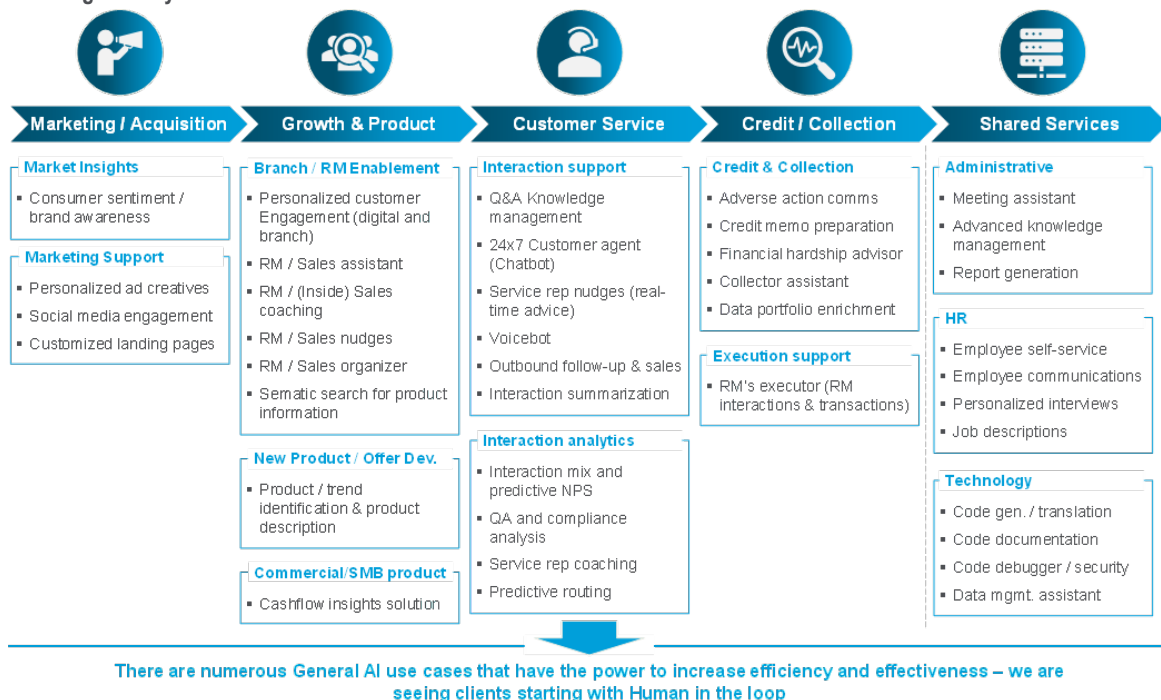 Marketing / Acquisition
Growth & Product
Customer Service
Credit / Collection
Shared Services
Market Insights
▪ Consumer sentiment /
brand awareness
Marketing Support
▪ Personalized ad creatives
▪ Social media engagement
▪ Customized landing pages
Branch / RM Enablement
▪ Personalized customer
Engagement (digital and
branch)
▪ RM / Sales assistant
▪ RM / (Inside) Sales
coaching
▪ RM / Sales nudges
▪ RM / Sales organizer
▪ Sematic search for product
information
New Product / Offer Dev.
▪ Product / trend
identification & product
description
Commercial/SMB product
▪ Cashflow insights solution
Interaction support
▪ Q&A Knowledge
management
▪ 24x7 Customer agent
(Chatbot)
▪ Service rep nudges (real-
time advice)
▪ Voicebot
▪ Outbound follow-up & sales
▪ Interaction summarization
Interaction analytics
▪ Interaction mix and
predictive NPS
▪ QA and compliance
analysis
▪ Service rep coaching
▪ Predictive routing
Credit & Collection
▪ Adverse action comms
▪ Credit memo preparation
▪ Financial hardship advisor
▪ Collector assistant
▪ Data portfolio enrichment
Execution support
▪ RM's executor (RM
interactions & transactions)
Administrative
▪ Meeting assistant
▪ Advanced knowledge
management
▪ Report generation
HR
▪ Employee self-service
▪ Employee communications
▪ Personalized interviews
▪ Job descriptions
Technology
▪ Code gen. / translation
▪ Code documentation
▪ Code debugger / security
▪ Data mgmt. assistant
There are numerous General AI use cases that have the power to increase efficiency and effectiveness – we are
seeing clients starting with Human in the loop